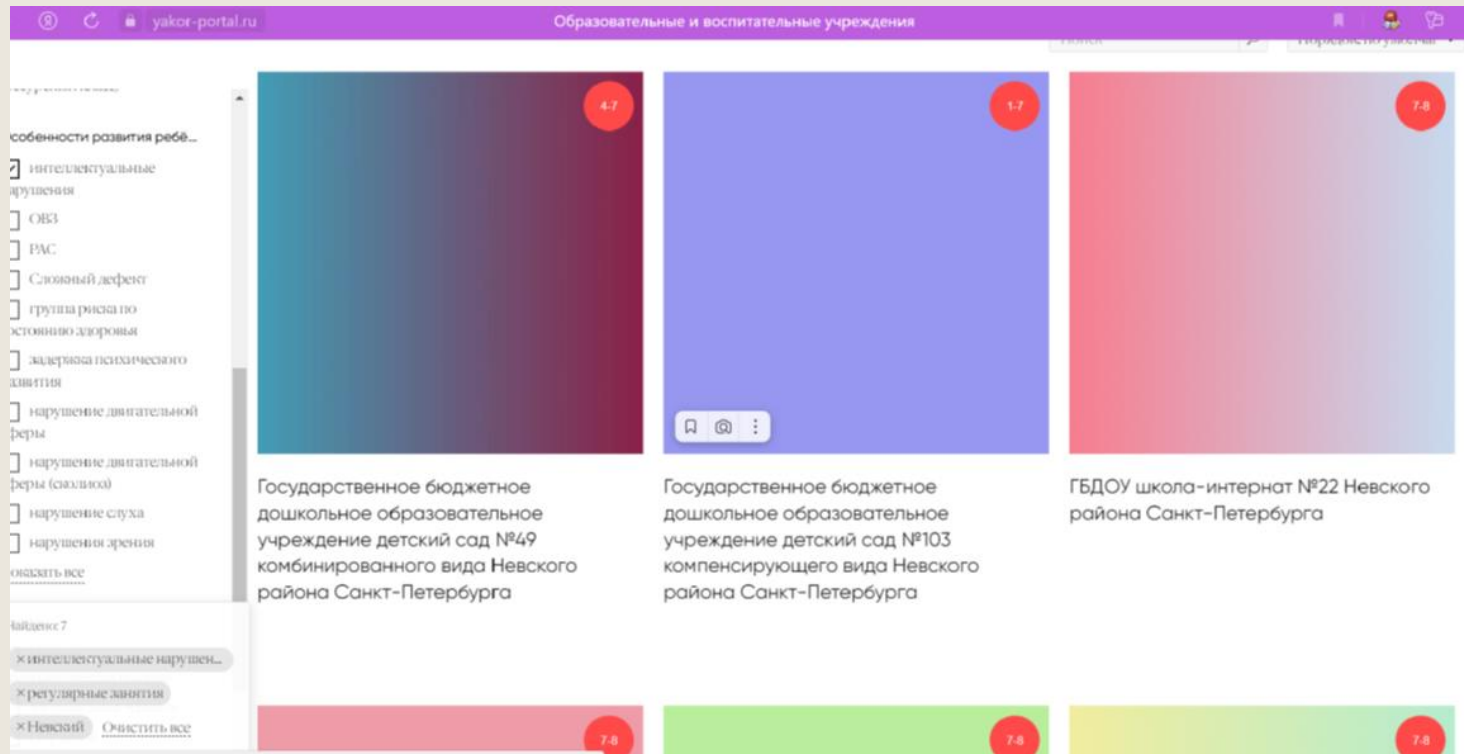 yakor-portal.ru
Образовательные и воспитательные учреждения
собенности развития ребё...
интеллектуальные
арушения
ОВЗ
РАС
Сложный дефект
группа риска по
остоянию здоровья
задержка психического
азвития
нарушение двигательной
феры
нарушение двигательной
феры (сколиоз)
нарушение слуха
нарушения зрения
оказать все
Найдено: 7
× интеллектуальные нарушен...
× регулярные занятия
× Невский Очистить все
4-7
Государственное бюджетное
дошкольное образовательное
учреждение детский сад №49
комбинированного вида Невского
района Санкт-Петербурга
1-7
Государственное бюджетное
дошкольное образовательное
учреждение детский сад №103
компенсирующего вида Невского
района Санкт-Петербурга
7-8
ГБДОУ школа-интернат №22 Невского
района Санкт-Петербурга
7-8
7-8
7-8